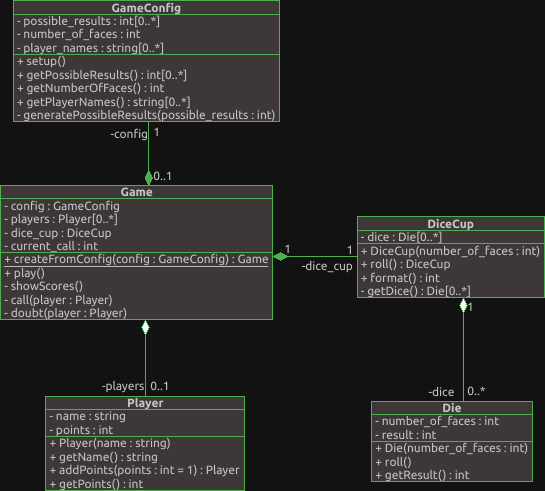 GameConfig
- possible_results : int[0..*]
- number_of_faces : int
- player_names : string[0..*]
+ setup()
+ getPossibleResults() : int[0..*]
+ getNumberOfFaces() : int
+ getPlayerNames() : string[0..*]
- generatePossibleResults(possible_results : int)
-config 1
0..1
Game
- config : GameConfig
- players : Player[0..*]
- dice_cup : DiceCup
- current_call : int
+ createFromConfig(config : GameConfig) : Game
+ play()
- showScores()
- call(player : Player)
- doubt(player : Player)
1 1
-dice_cup
DiceCup
- dice : Die[0..*]
+ DiceCup(number_of_faces : int)
+ roll() : DiceCup
+ format() : int
- getDice() : Die[0..*]
1
-players 0..1
-dice 0..*
Player
- name : string
- points : int
+ Player(name : string)
+ getName() : string
+ addPoints(points : int = 1) : Player
+ getPoints() : int
Die
- number_of_faces : int
- result : int
+ Die(number_of_faces : int)
+ roll()
+ getResult() : int